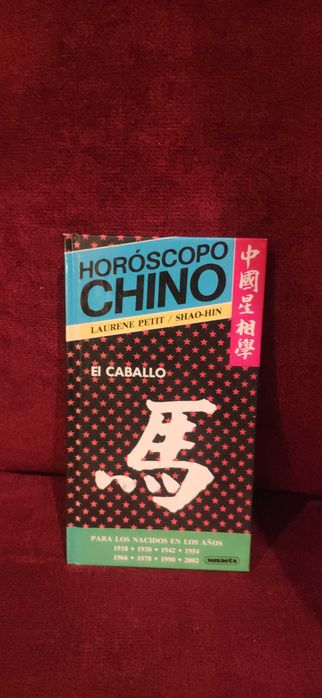 HORÓSCOPO
CHINO
LAURENE PETIT / SHAO-HIN
中國星相學
El CABALLO
馬
PARA LOS NACIDOS EN LOS AÑOS
1918 • 1930 • 1942 • 1954
1966 • 1978 • 1990 • 2002
susaeta